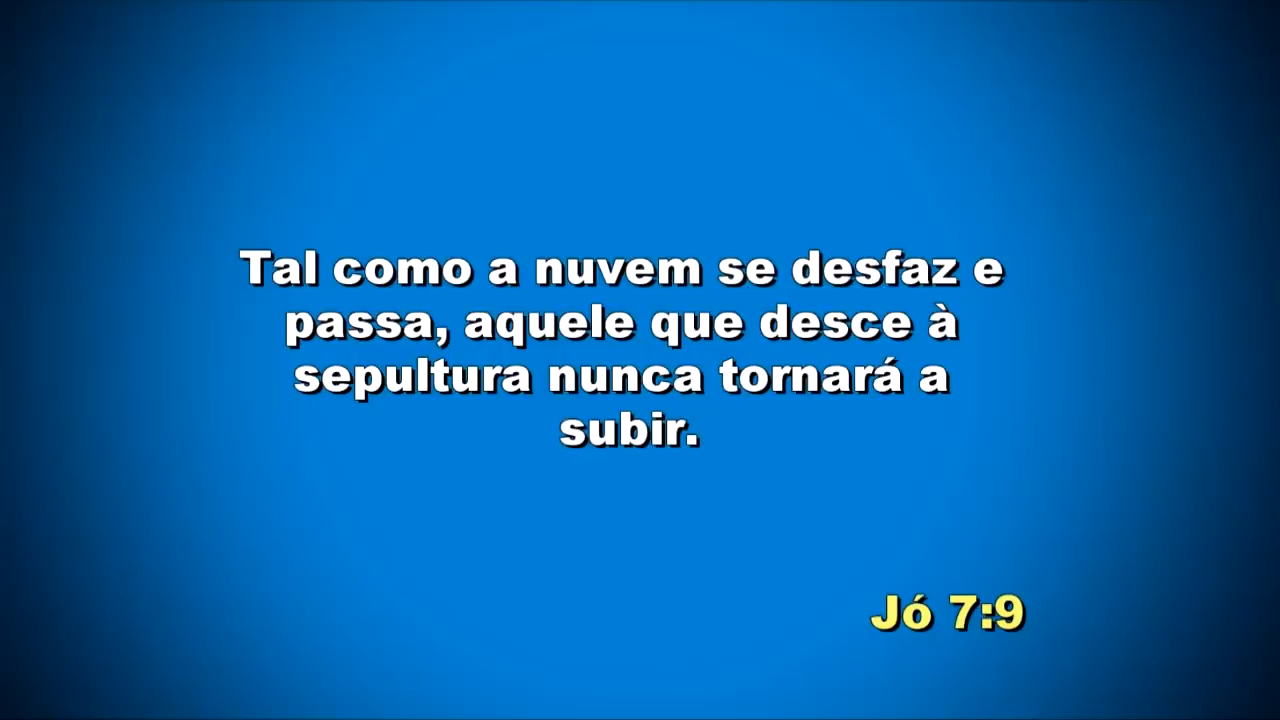 Tal como a nuvem se desfaz e
passa, aquele que desce à
sepultura nunca tornará a
subir.
Jó 7:9